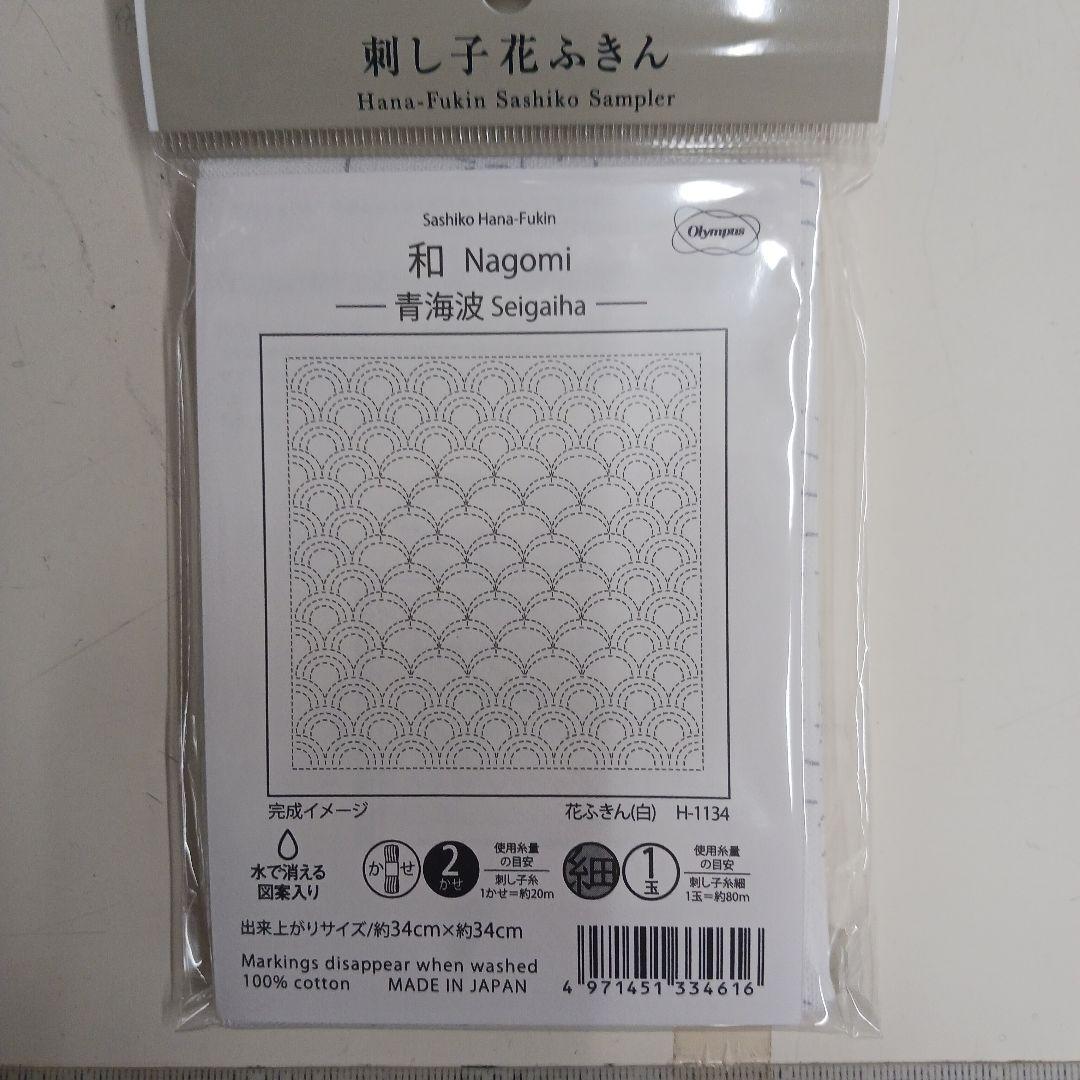 刺し子花ふきん
Hana-Fukin Sashiko Sampler
Sashiko Hana-Fukin
Olympus
和 Nagomi
青海波 Seigaiha
完成イメージ
花ふきん(白) H-1134
水で消える
図案入り
かせ
2
かせ
使用糸量
の目安
刺し子糸
1かせ=約20m
細
1
玉
使用糸量
の目安
刺し子糸細
1玉=約80m
出来上がりサイズ/約34cm×約34cm
Markings disappear when washed
100% cotton MADE IN JAPAN
4 971451 334616